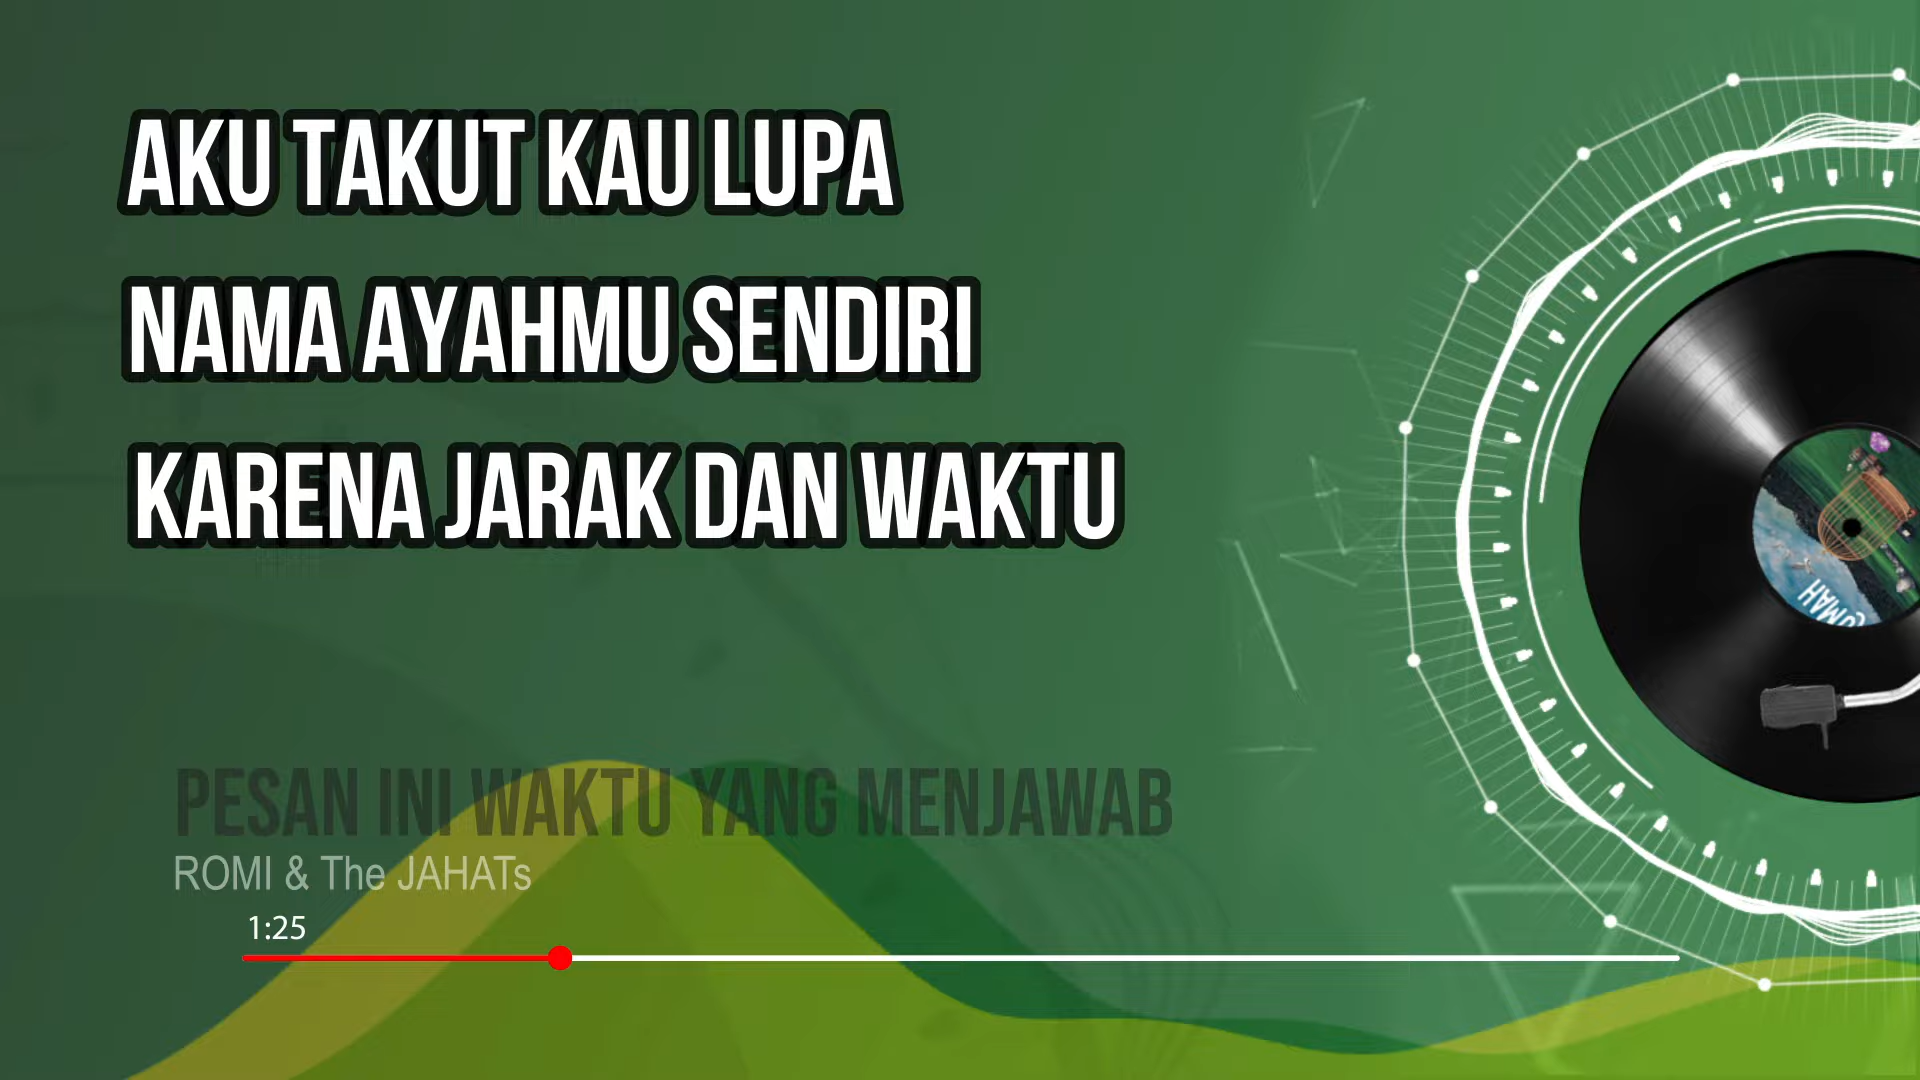 AKU TAKUT KAU LUPA
NAMA AYAHMU SENDIRI
KARENA JARAK DAN WAKTU
PESAN INI WAKTU YANG MENJAWAB
ROMI & The JAHATs
1:25